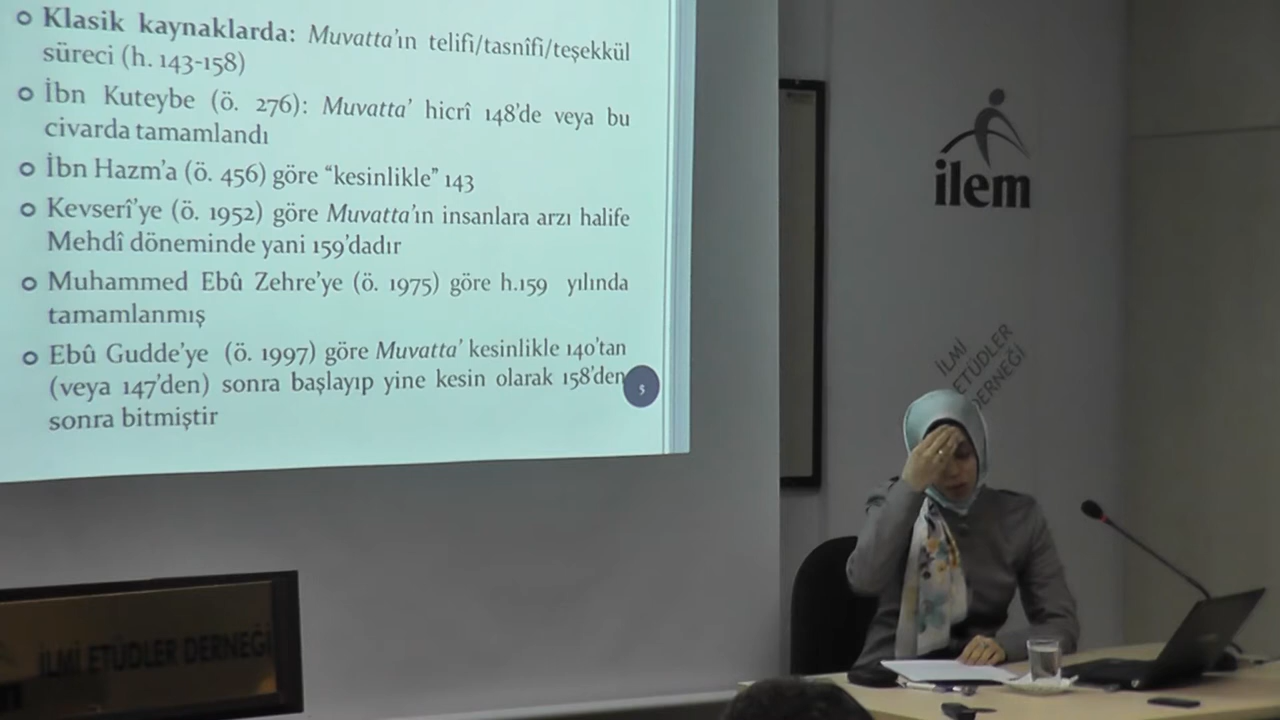 Klasik kaynaklarda: Muvatta'ın telifi/tasnîfi/teşekkül
süreci (h. 143-158)
İbn Kuteybe (ö. 276): Muvatta' hicrî 148'de veya bu
civarda tamamlandı
İbn Hazm'a (ö. 456) göre "kesinlikle" 143
Kevserî'ye (ö. 1952) göre Muvatta'ın insanlara arzı halife
Mehdî döneminde yani 159'dadır
Muhammed Ebû Zehre'ye (ö. 1975) göre h.159 yılında
tamamlanmış
Ebû Gudde'ye (ö. 1997) göre Muvatta' kesinlikle 140'tan
(veya 147'den) sonra başlayıp yine kesin olarak 158'den
sonra bitmiştir
5
ilem
İLMİ
ETÜDLER
DERNEĞİ
İLMİ ETÜDLER DERNEĞİ